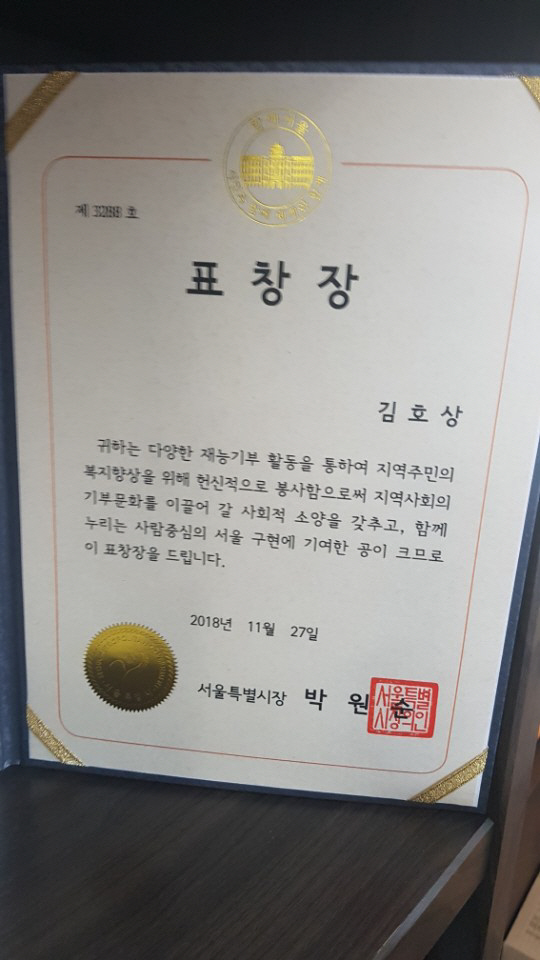 제 3288 호
표 창 장
김 호 상
귀하는 다양한 재능기부 활동을 통하여 지역주민의
복지향상을 위해 헌신적으로 봉사함으로써 지역사회의
기부문화를 이끌어 갈 사회적 소양을 갖추고, 함께
누리는 사람중심의 서울 구현에 기여한 공이 크므로
이 표창장을 드립니다.
2018년 11월 27일
서울특별시장 박 원 순
서울특별
시장의인